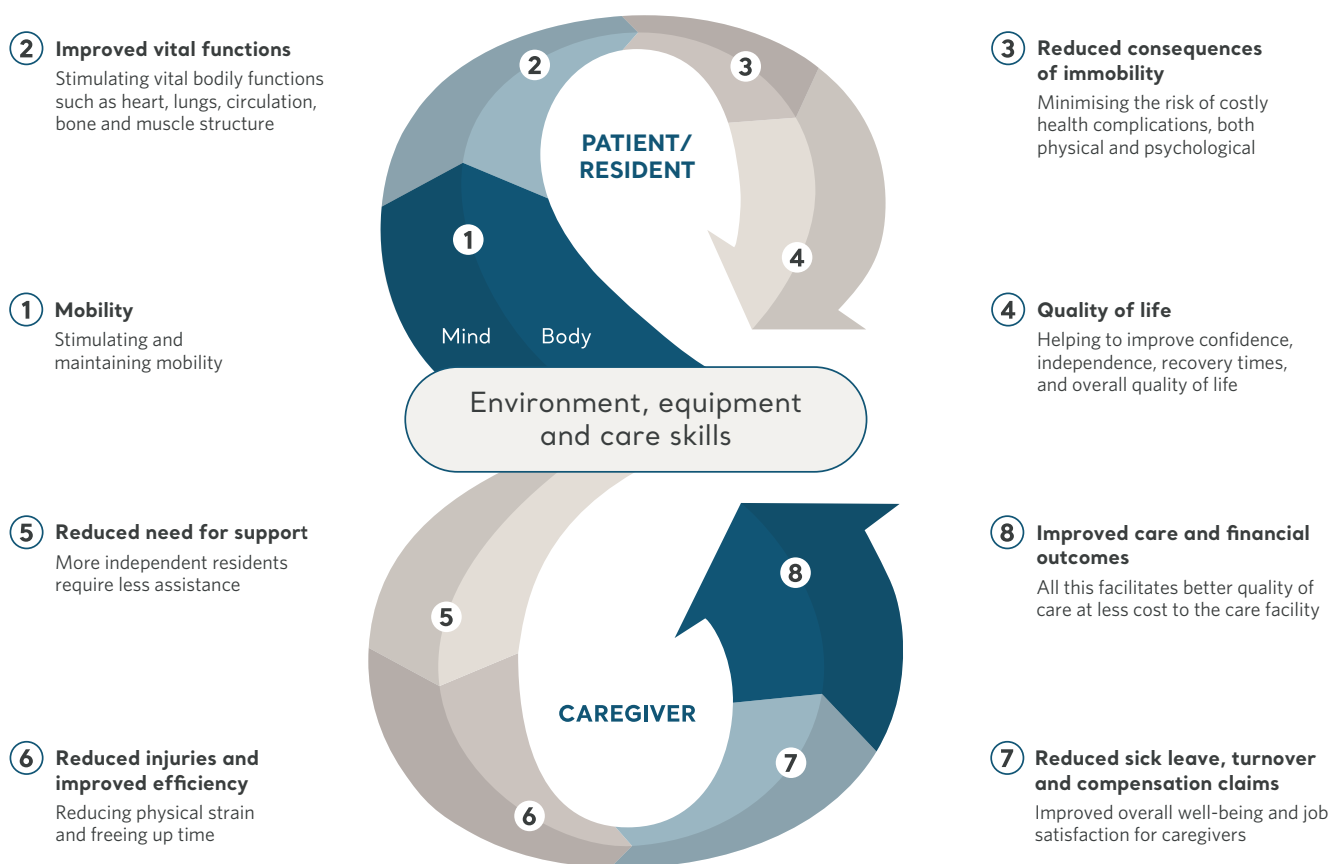 2
Improved vital functions
Stimulating vital bodily functions
such as heart, lungs, circulation,
bone and muscle structure
1
Mobility
Stimulating and
maintaining mobility
5
Reduced need for support
More independent residents
require less assistance
6
Reduced injuries and
improved efficiency
Reducing physical strain
and freeing up time
2
3
PATIENT/
RESIDENT
1
4
Mind
Body
Environment, equipment
and care skills
5
8
CAREGIVER
7
6
3
Reduced consequences
of immobility
Minimising the risk of costly
health complications, both
physical and psychological
4
Quality of life
Helping to improve confidence,
independence, recovery times,
and overall quality of life
8
Improved care and financial
outcomes
All this facilitates better quality of
care at less cost to the care facility
7
Reduced sick leave, turnover
and compensation claims
Improved overall well-being and job
satisfaction for caregivers